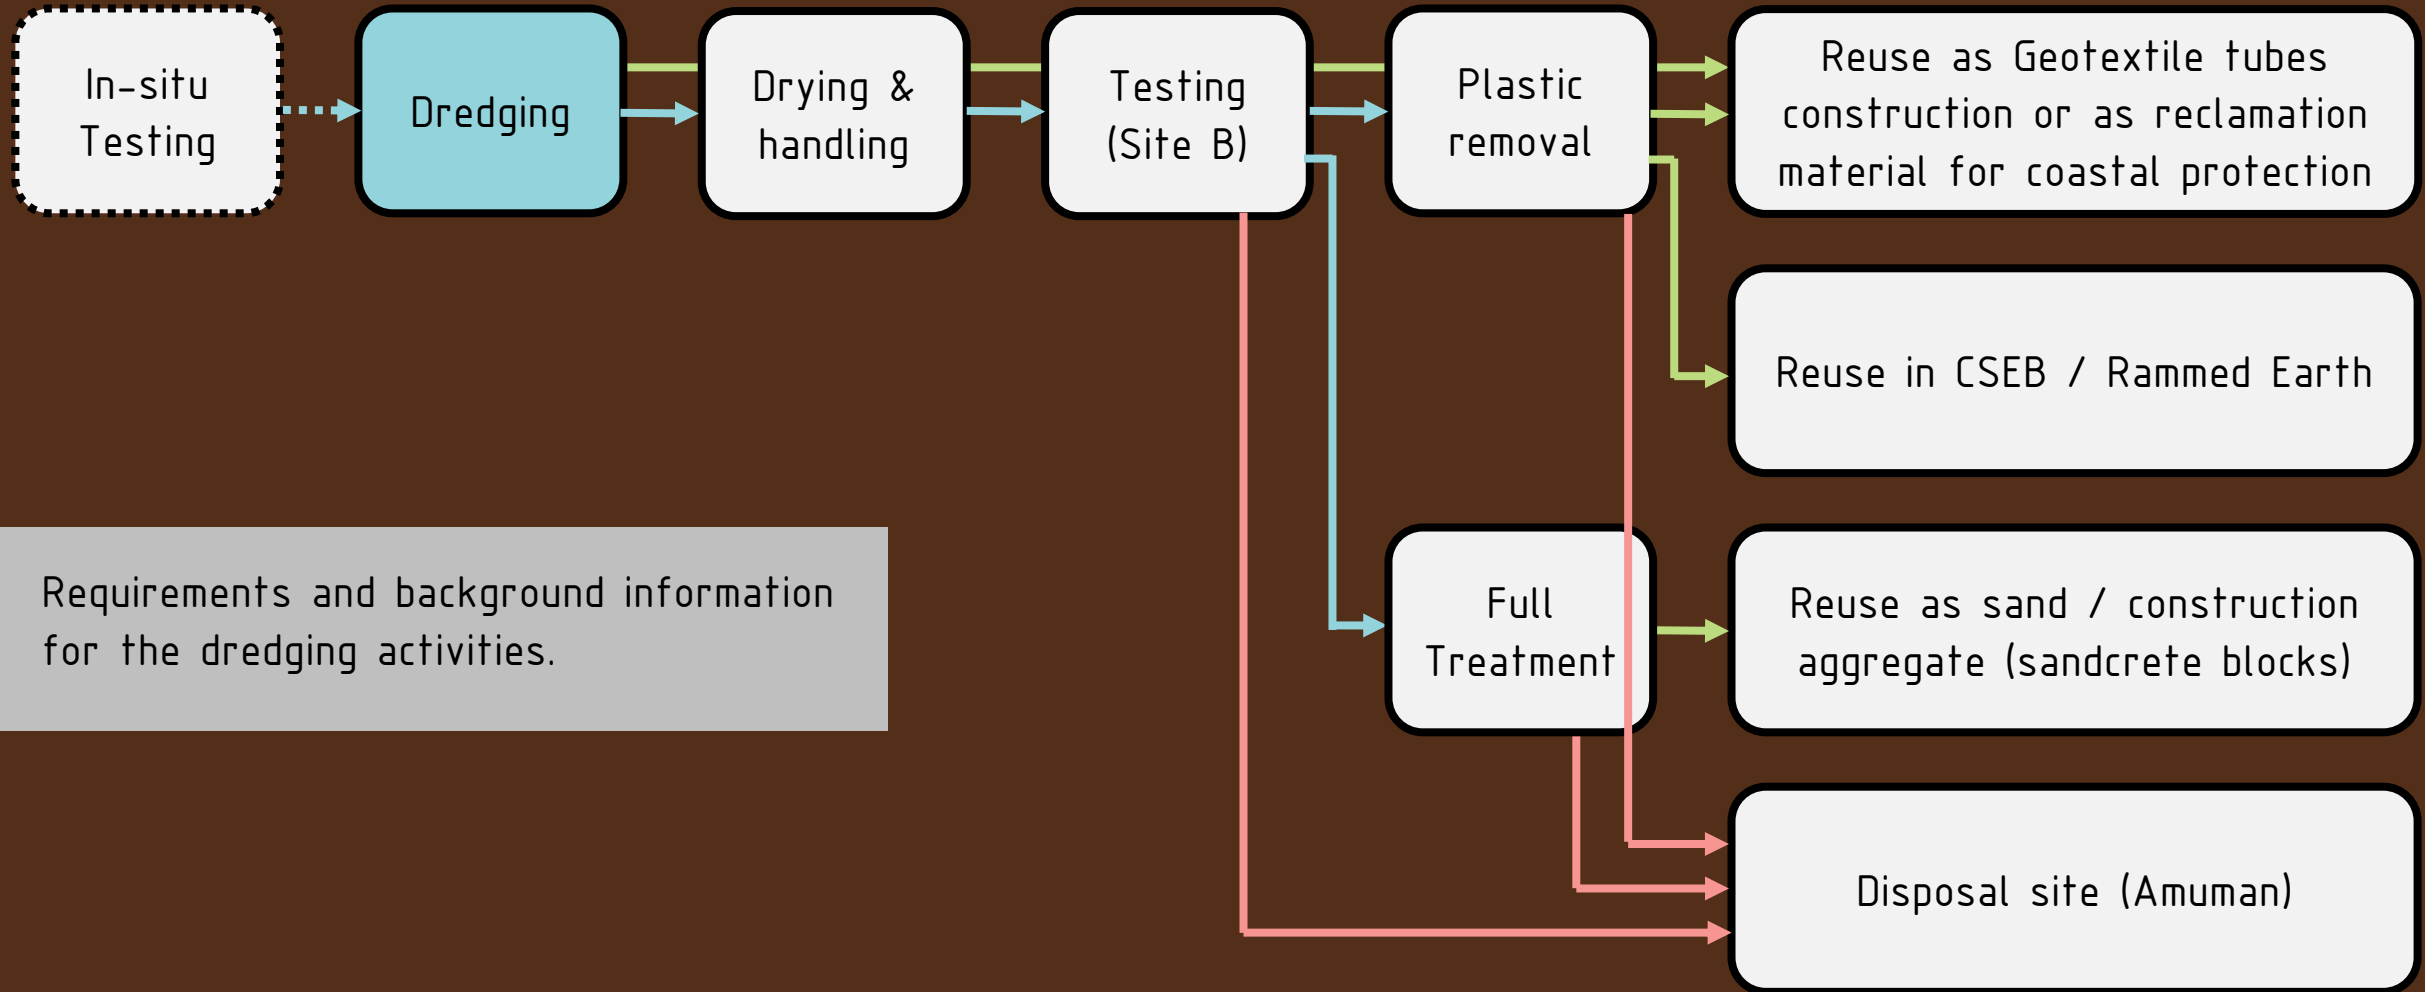 In-situ
Testing
Dredging
Drying &
handling
Testing
(Site B)
Plastic
removal
Reuse as Geotextile tubes
construction or as reclamation
material for coastal protection
Reuse in CSEB / Rammed Earth
Requirements and background information
for the dredging activities.
Full
Treatment
Reuse as sand / construction
aggregate (sandcrete blocks)
Disposal site (Amuman)